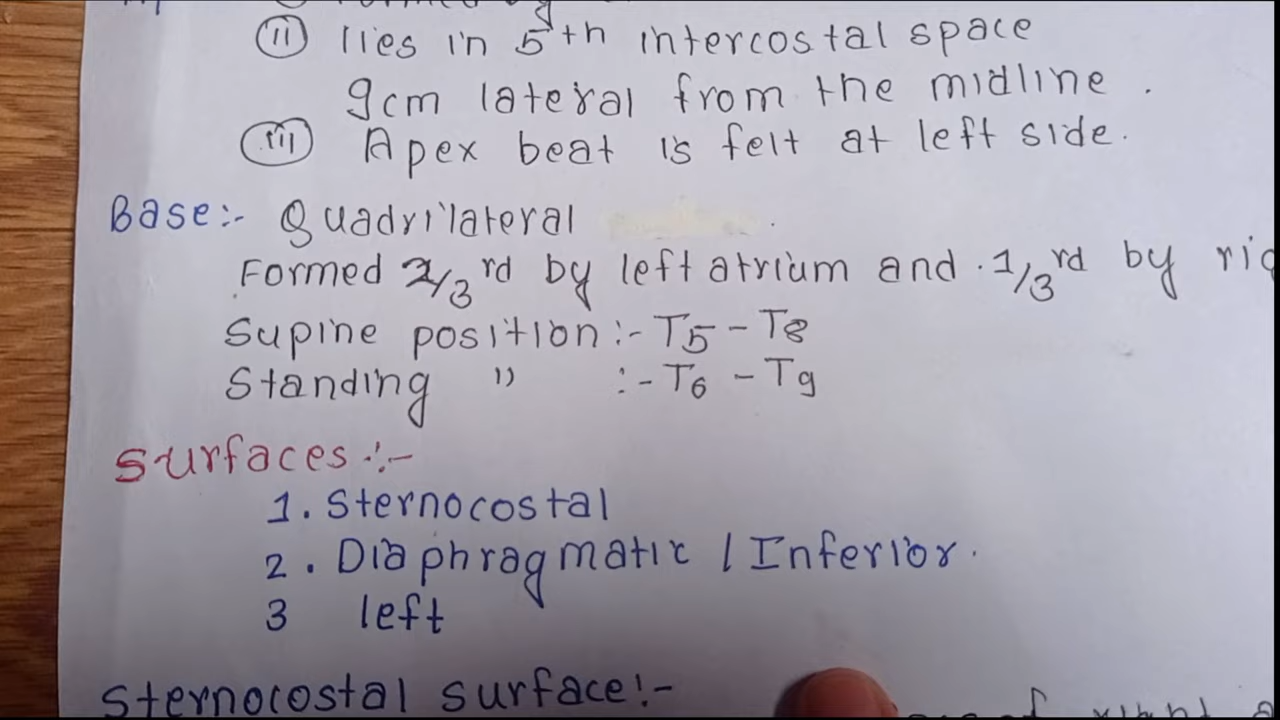 (ii) lies in 5th intercostal space
9cm lateral from the midline .
(iii) Apex beat is felt at left side.
Base:- Quadrilateral
Formed 2/3rd by left atrium and 1/3rd by
Supine position :- T5 - T8
Standing " :- T6 - T9
Surfaces :-
1. Sternocostal
2. Diaphragmatic / Inferior.
3 left
Sternocostal surface:-